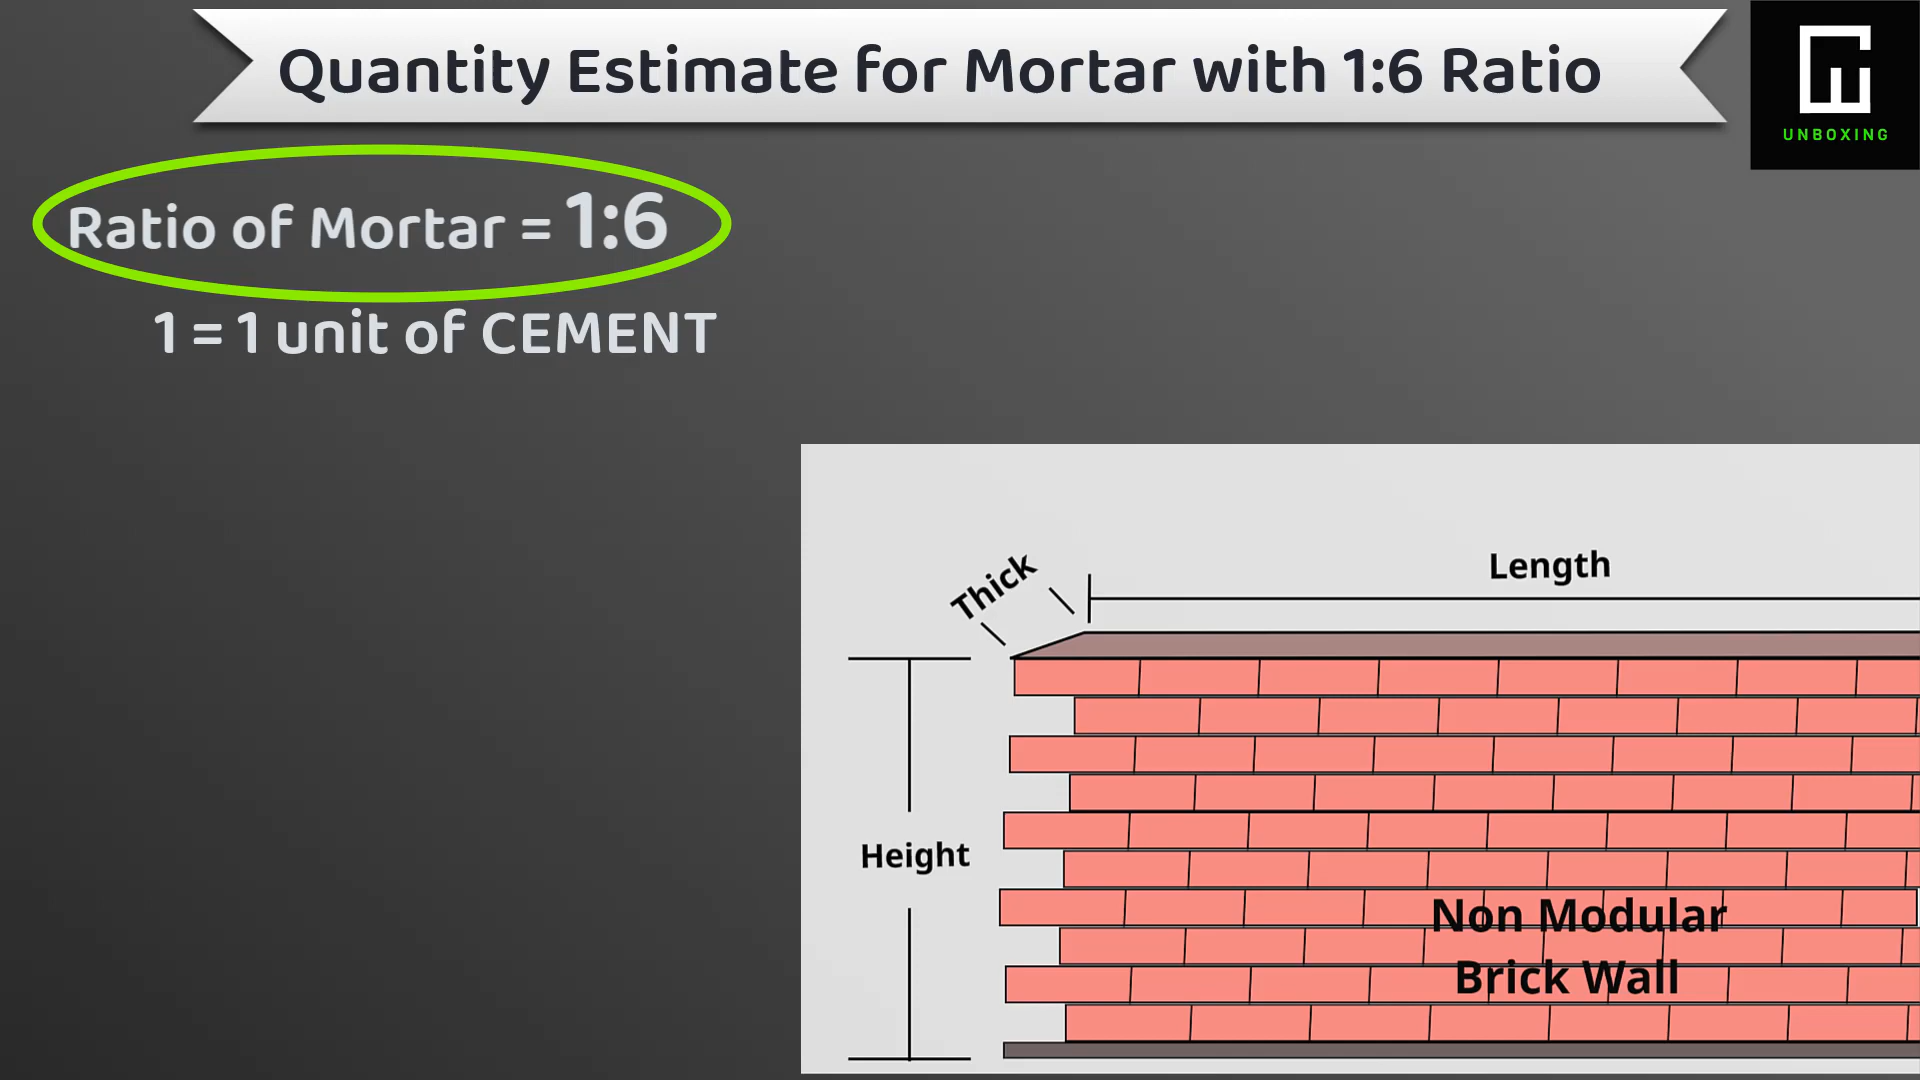 Quantity Estimate for Mortar with 1:6 Ratio
UNBOXING
Ratio of Mortar = 1:6
1 = 1 unit of CEMENT
Thick
Length
Height
Non Modular
Brick Wall